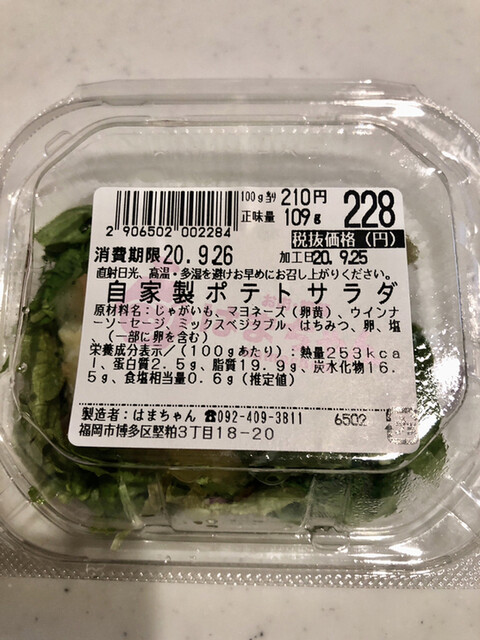 100g当り 210円
正味量 109g 228
2 906502 002284
税抜価格(円)
消費期限20.9.26 加工日20.9.25
直射日光、高温・多湿を避けお早めにお召し上がりください。
自家製ポテトサラダ
原材料名:じゃがいも、マヨネーズ(卵黄)、ウインナ
ーソーセージ、ミックスベジタブル、はちみつ、卵、塩
、(一部に卵を含む)
栄養成分表示/(100gあたり):熱量253kca
l、蛋白質2.5g、脂質19.9g、炭水化物16.
5g、食塩相当量0.6g(推定値)
製造者:はまちゃん ☎092-409-3811 6502
福岡市博多区堅粕3丁目18-20